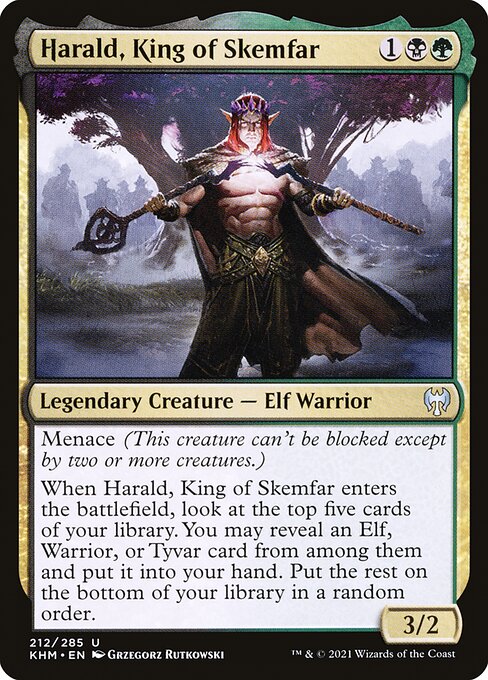 Harald, King of Skemfar 1
Legendary Creature — Elf Warrior
Menace (This creature can't be blocked except
by two or more creatures.)
When Harald, King of Skemfar enters
the battlefield, look at the top five cards
of your library. You may reveal an Elf,
Warrior, or Tyvar card from among them
and put it into your hand. Put the rest on
the bottom of your library in a random
order.
3/2
212/285 U
KHM • EN Grzegorz Rutkowski
™ & © 2021 Wizards of the Coast